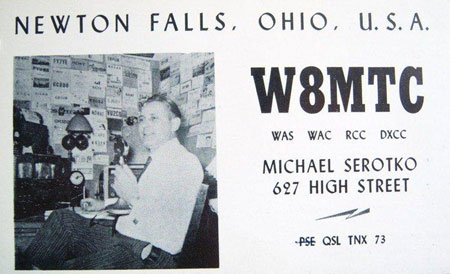 NEWTON FALLS, OHIO, U.S.A.
W8MTC
WAS WAC RCC DXCC
MICHAEL SEROTKO
627 HIGH STREET
PSE QSL TNX 73